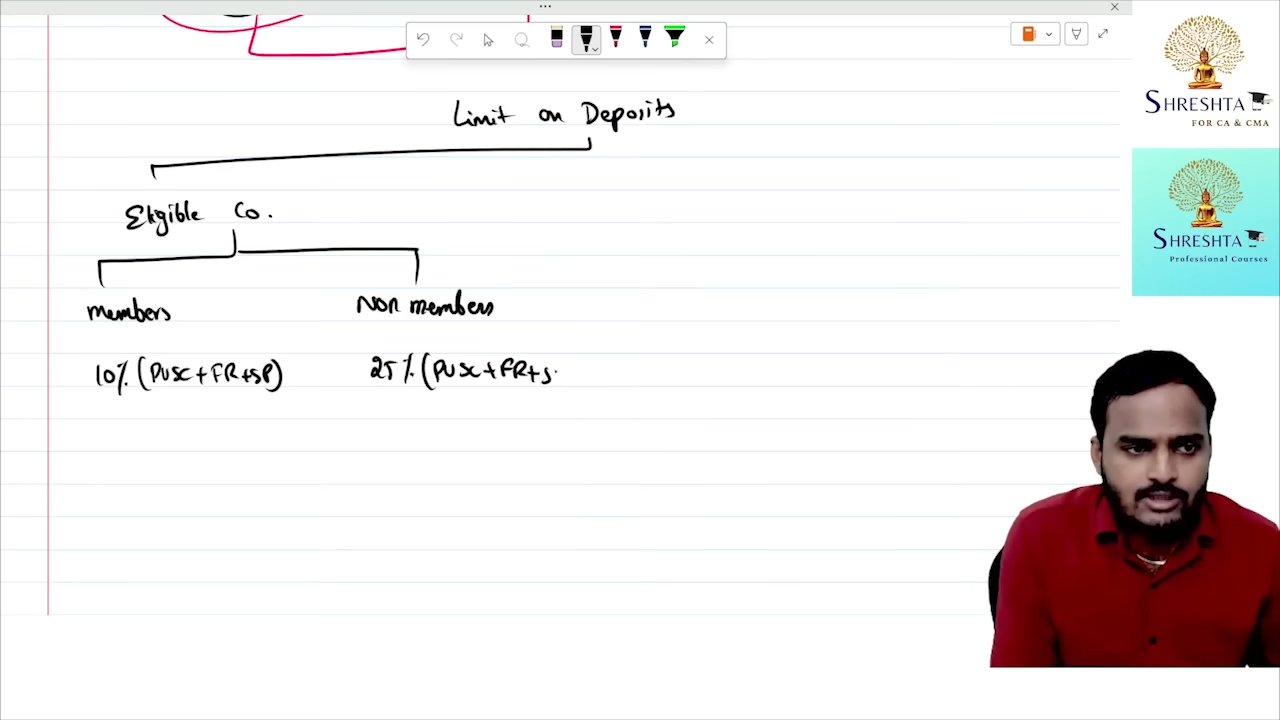 Limit on Deposits
Eligible Co.
members
Non members
10% (PUSC+FR+SP)
25% (PUSC+FR+S
SHRESHTA
FOR CA & CMA
SHRESHTA
Professional Courses